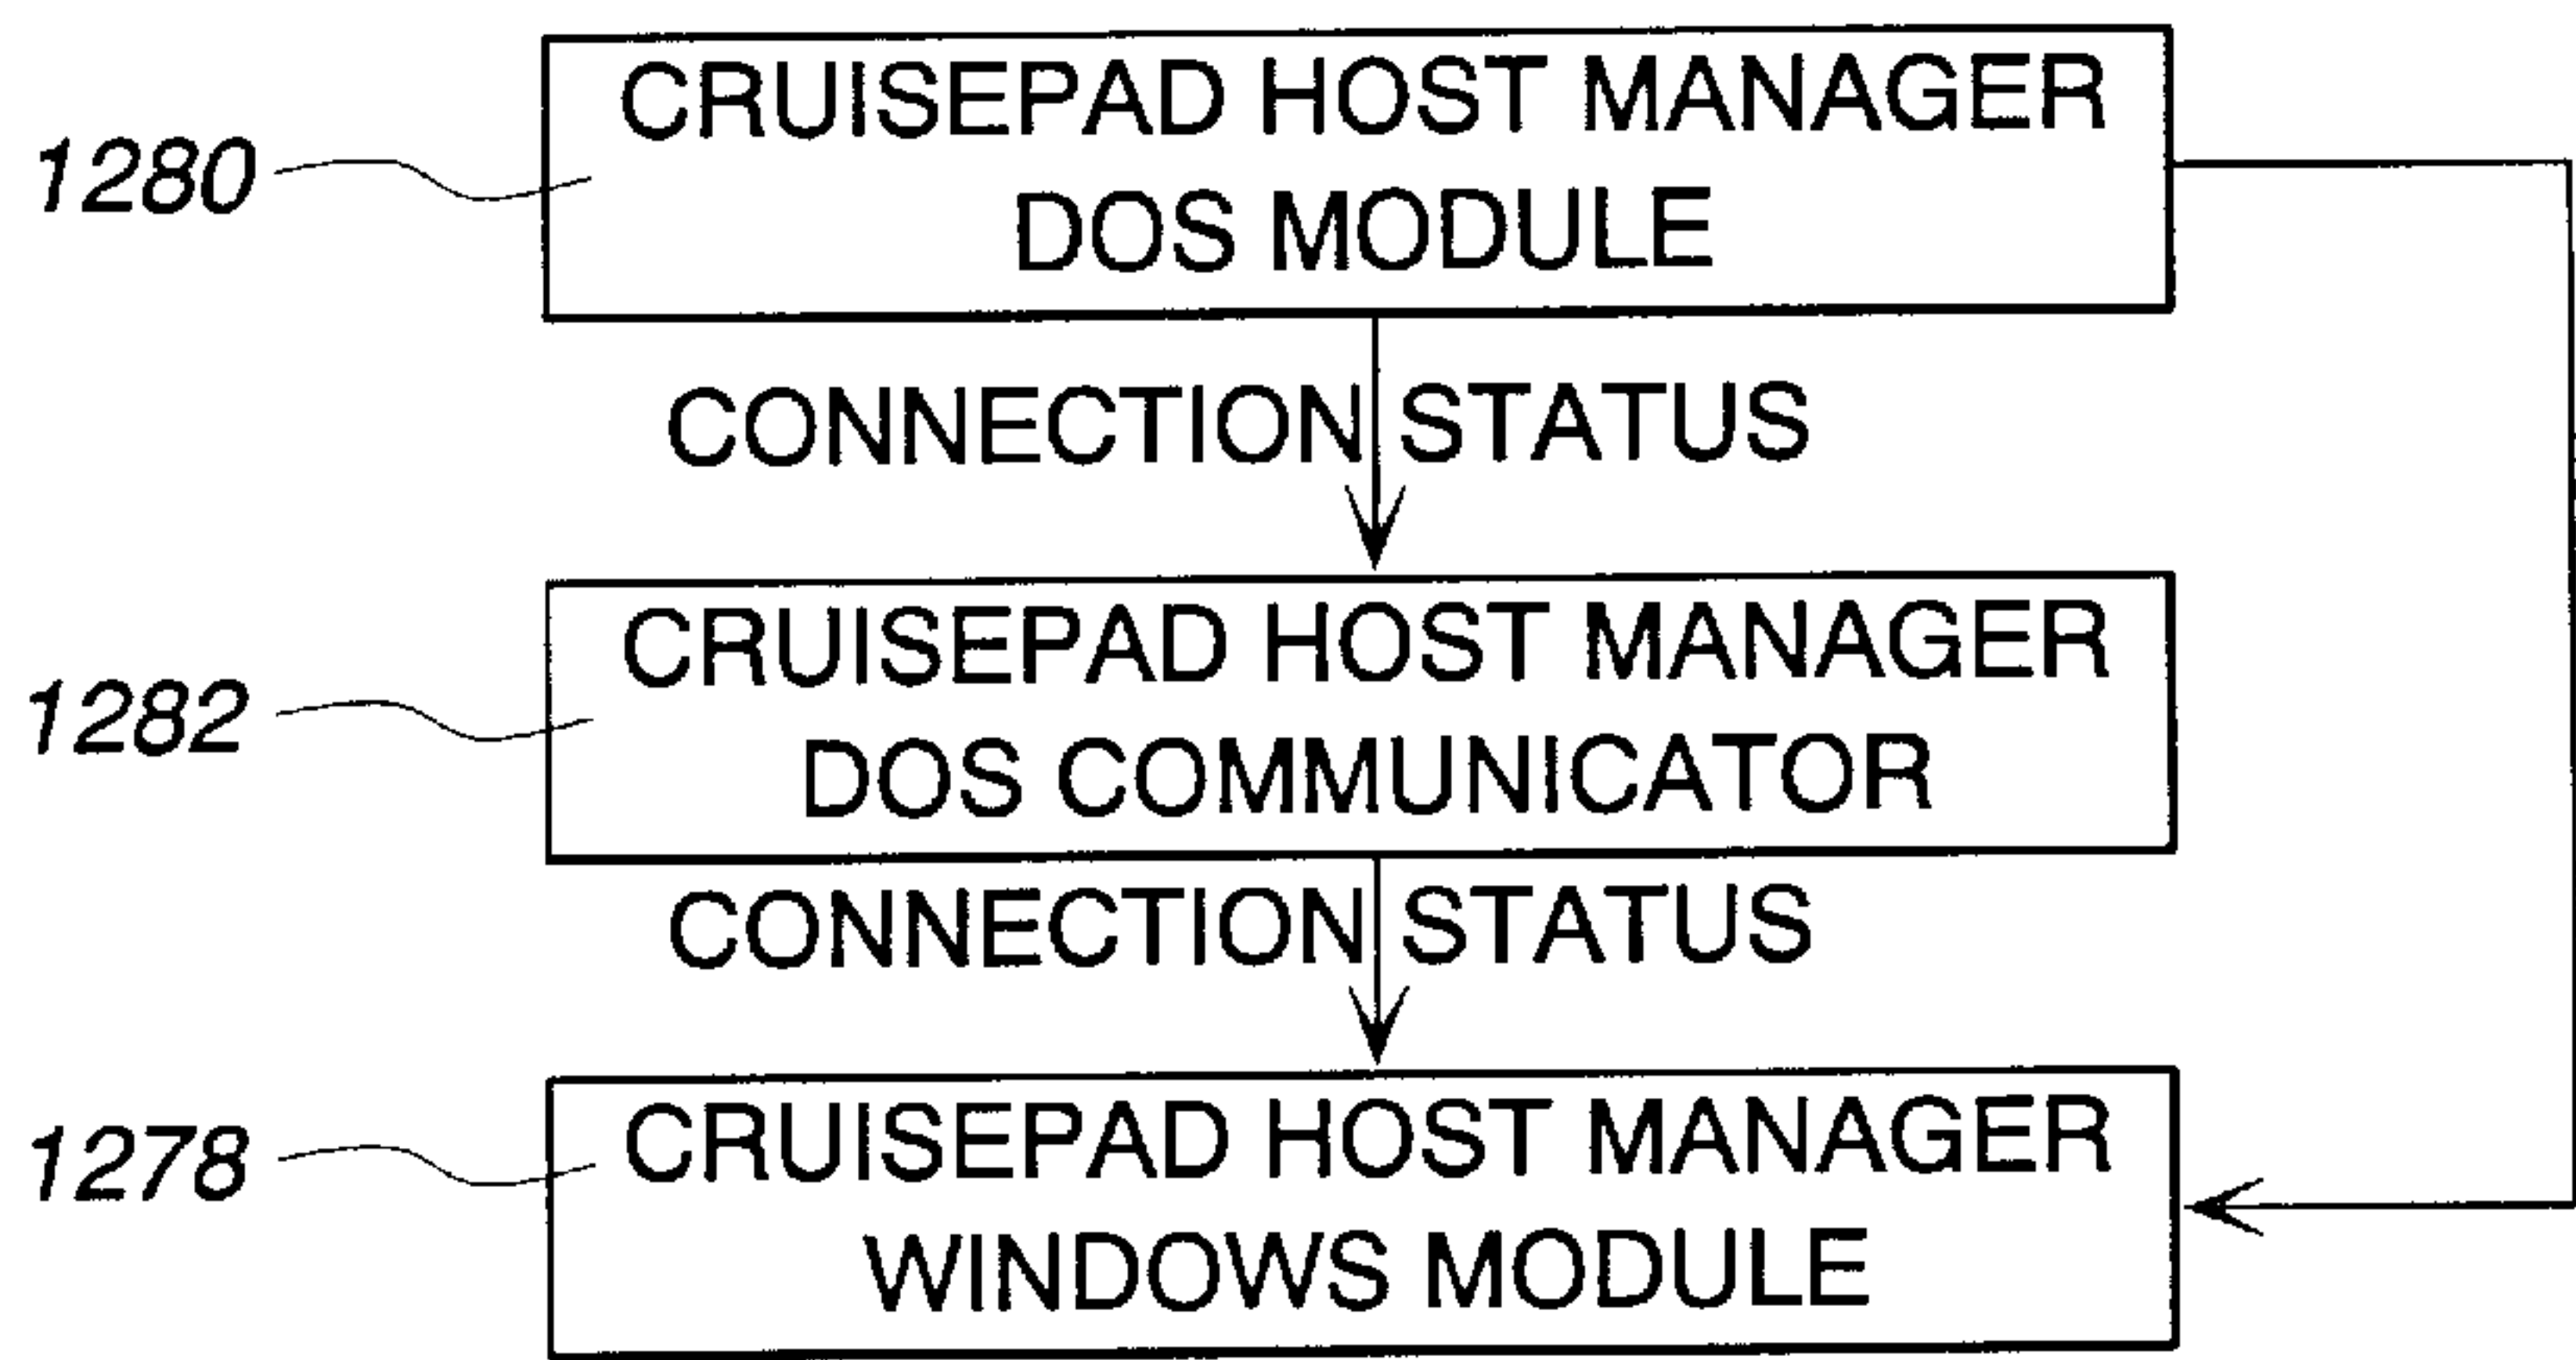 1280
CRUISEPAD HOST MANAGER
DOS MODULE
CONNECTION STATUS
1282
CRUISEPAD HOST MANAGER
DOS COMMUNICATOR
CONNECTION STATUS
1278
CRUISEPAD HOST MANAGER
WINDOWS MODULE